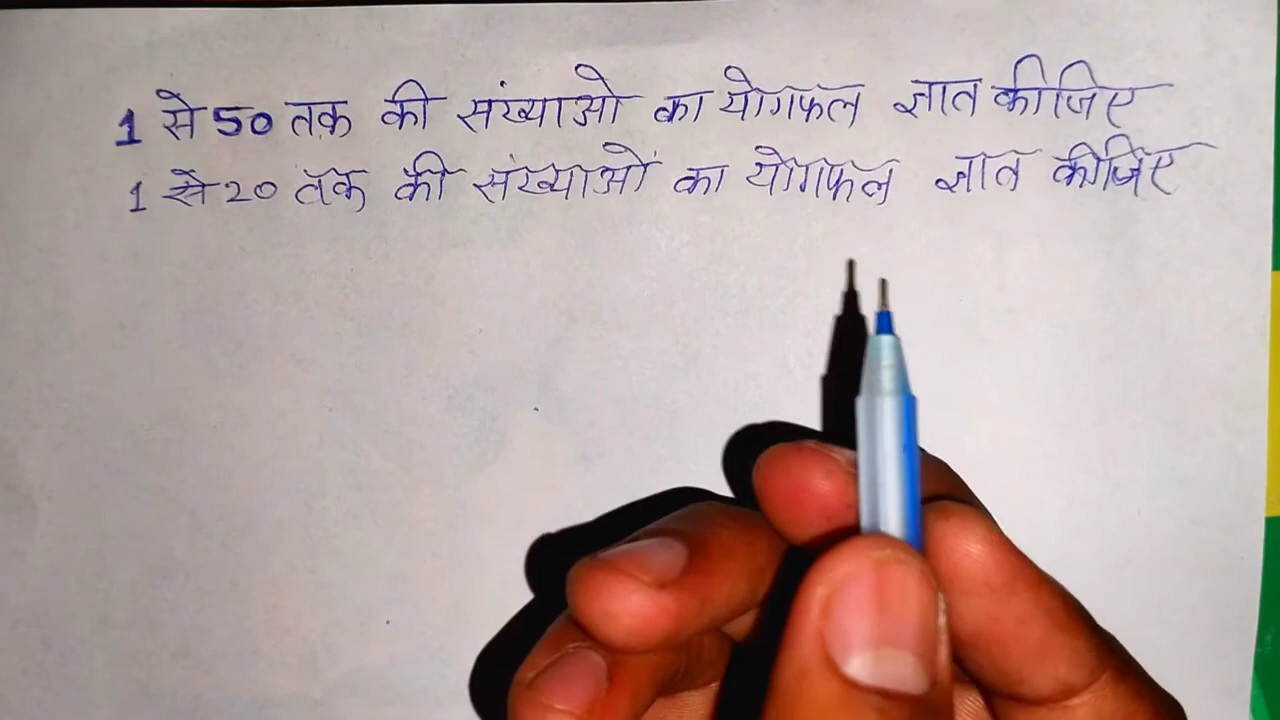 1 से 50 तक की संख्याओ का योगफल ज्ञात कीजिए
1 से 20 तक की संख्याओं का योगफल ज्ञात कीजिए